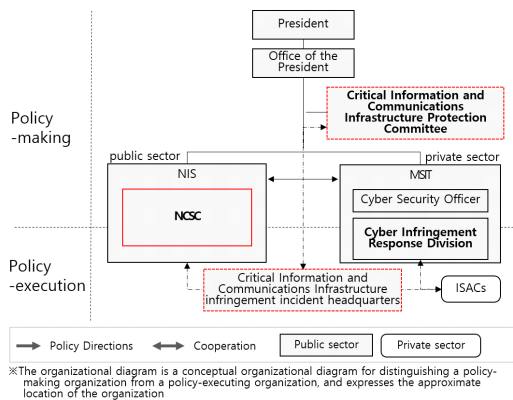 President
Office of the
President
Critical Information and
Communications
Infrastructure Protection
Committee
Policy
-making
public sector
private sector
NIS
MSIT
NCSC
Cyber Security Officer
Cyber Infringement
Response Division
Policy
-execution
Critical Information and
Communications Infrastructure
infringement incident headquarters
ISACs
Policy Directions
Cooperation
Public sector
Private sector
※The organizational diagram is a conceptual organizational diagram for distinguishing a policy-
making organization from a policy-executing organization, and expresses the approximate
location of the organization